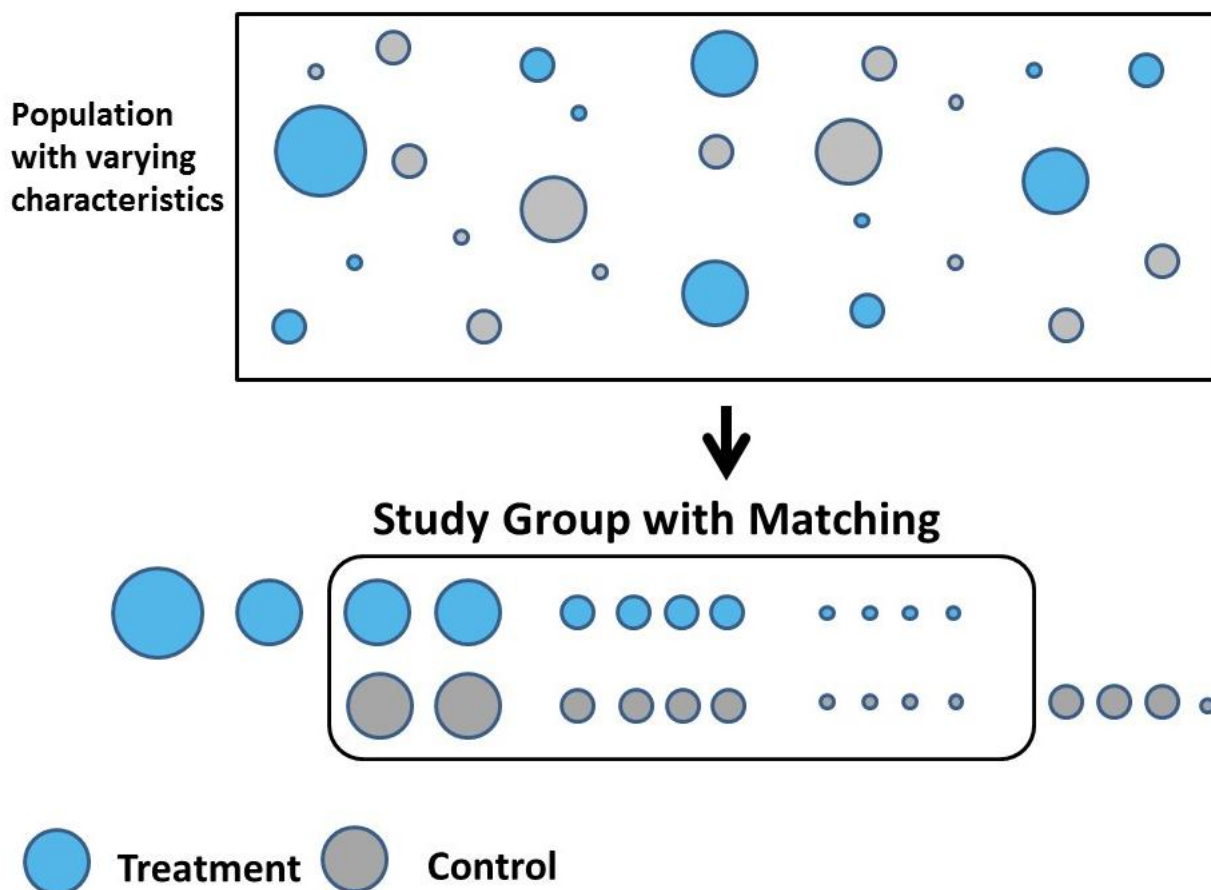 Population
with varying
characteristics
Study Group with Matching
Treatment
Control